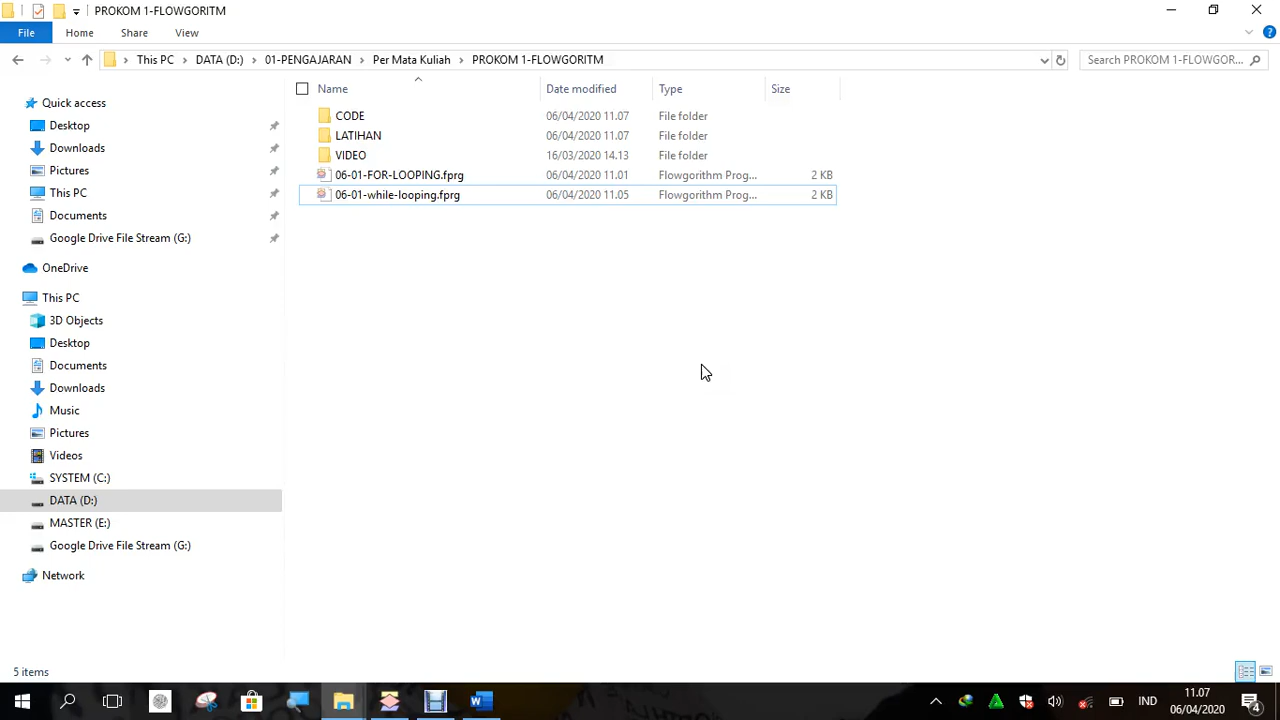 PROKOM 1-FLOWGORITM
File Home Share View
This PC DATA (D:) 01-PENGAJARAN Per Mata Kuliah PROKOM 1-FLOWGORITM Search PROKOM 1-FLOWGOR...
Name Date modified Type Size
Quick access
Desktop
Downloads
Pictures
This PC
Documents
Google Drive File Stream (G:)
OneDrive
This PC
3D Objects
Desktop
Documents
Downloads
Music
Pictures
Videos
SYSTEM (C:)
DATA (D:)
MASTER (E:)
Google Drive File Stream (G:)
Network
CODE 06/04/2020 11.07 File folder
LATIHAN 06/04/2020 11.07 File folder
VIDEO 16/03/2020 14.13 File folder
06-01-FOR-LOOPING.fprg 06/04/2020 11.01 Flowgorithm Prog... 2 KB
06-01-while-looping.fprg 06/04/2020 11.05 Flowgorithm Prog... 2 KB
5 items
IND 11.07
06/04/2020 4